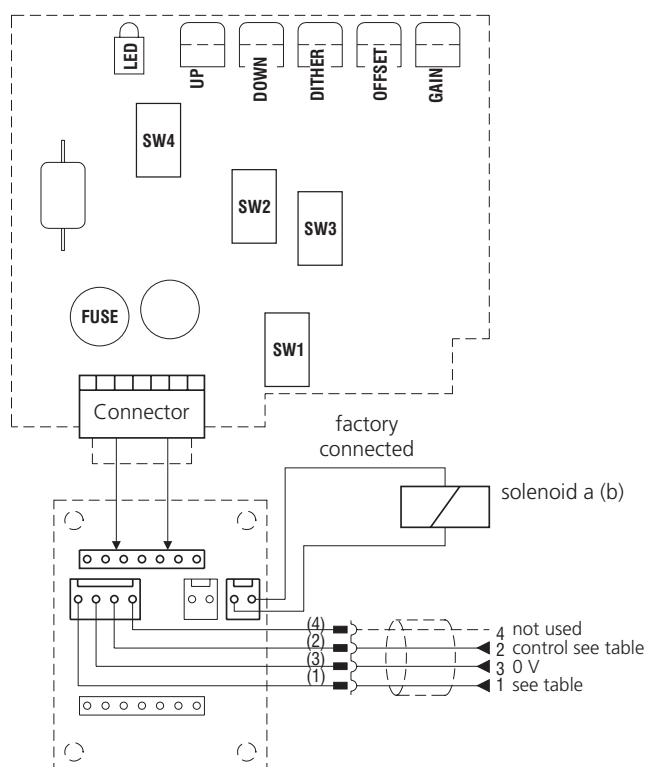 LED
UP
DOWN
DITHER
OFFSET
GAIN
SW4
SW2
SW3
FUSE
SW1
Connector
factory
connected
solenoid a (b)
(4)
4 not used
(2)
2 control see table
(3)
3 0 V
(1)
1 see table